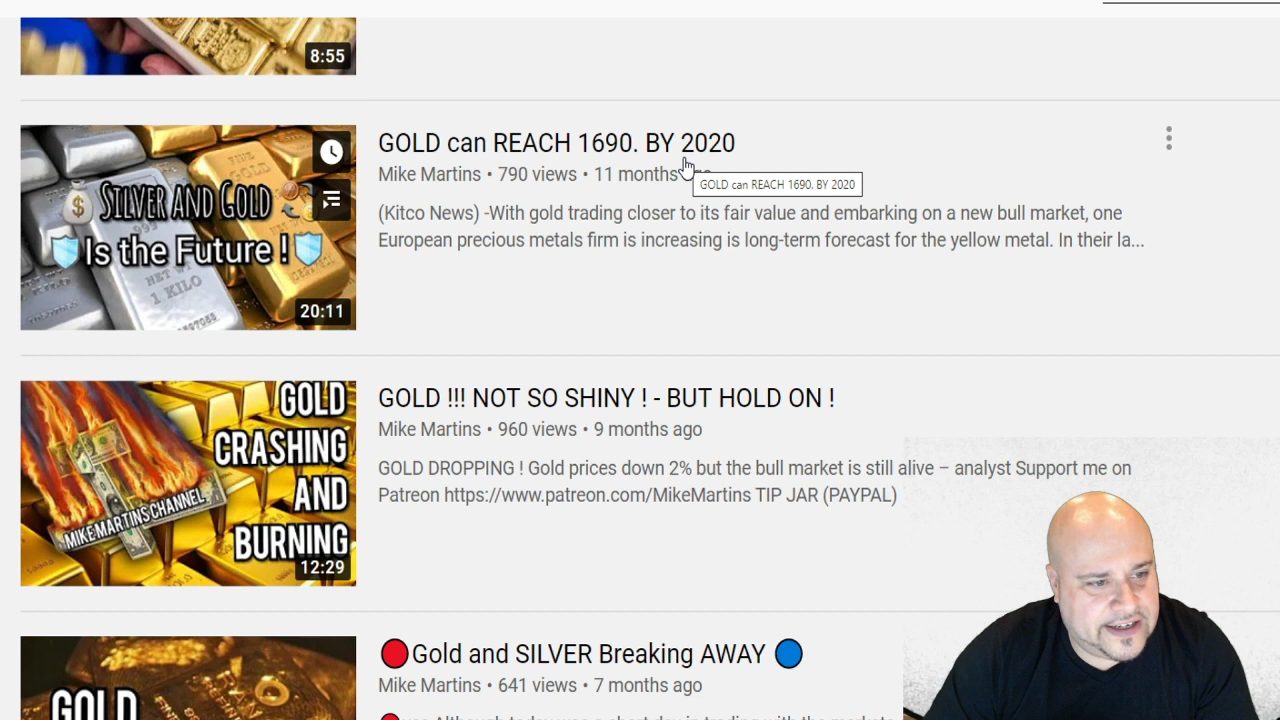 8:55
GOLD can REACH 1690. BY 2020
Mike Martins • 790 views • 11 months
GOLD can REACH 1690. BY 2020
(Kitco News) -With gold trading closer to its fair value and embarking on a new bull market, one
European precious metals firm is increasing is long-term forecast for the yellow metal. In their la...
FINE
GOLD
999
SILVER AND GOLD
Is the Future !
NET W
1 KILO
20:11
GOLD !!! NOT SO SHINY ! - BUT HOLD ON !
Mike Martins • 960 views • 9 months ago
GOLD DROPPING ! Gold prices down 2% but the bull market is still alive – analyst Support me on
Patreon https://www.patreon.com/MikeMartins TIP JAR (PAYPAL)
GOLD
CRASHING
AND
BURNING
MIKE MARTINS CHANNEL
12:29
🔴Gold and SILVER Breaking AWAY 🔵
Mike Martins • 641 views • 7 months ago
GOLD